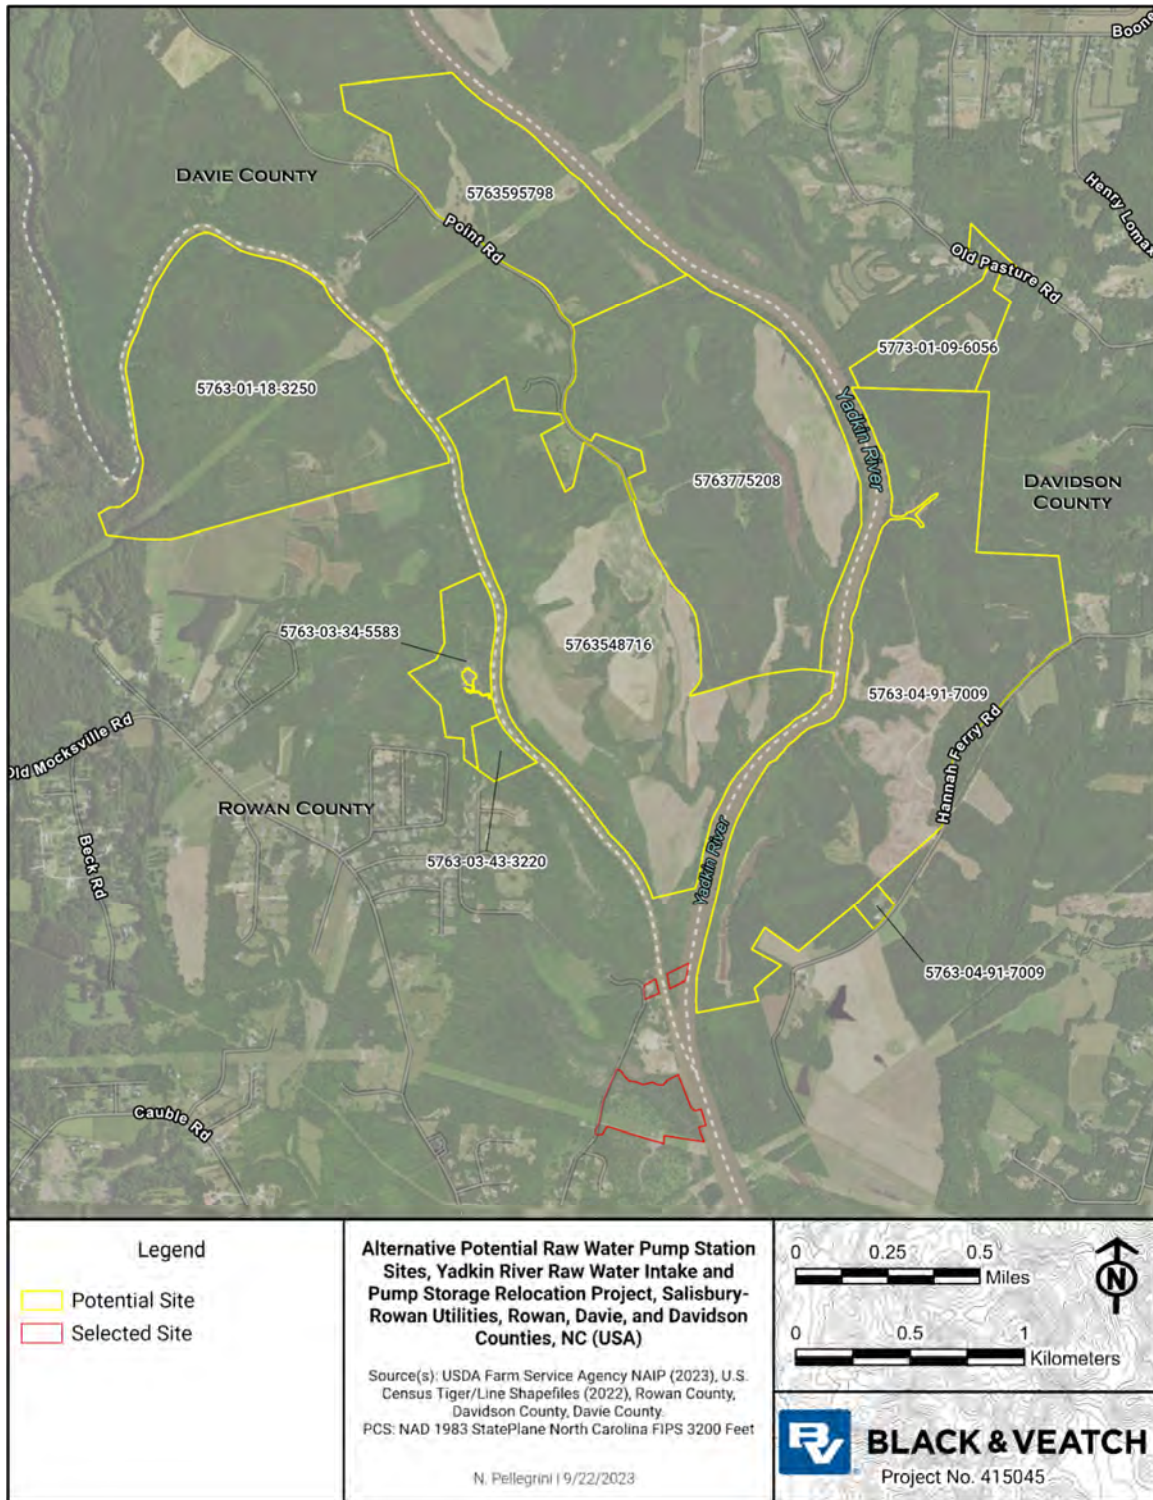 Boone
Henry Lomax
DAVIE COUNTY
5763595798
Point Rd
Old Pasture Rd
5773-01-09-6056
5763-01-18-3250
Yadkin River
5763775208
DAVIDSON
COUNTY
5763-03-34-5583
5763548716
5763-04-91-7009
Old Mocksville Rd
Hannah Ferry Rd
ROWAN COUNTY
Beck Rd
5763-03-43-3220
Yadkin River
5763-04-91-7009
Cauble Rd
Legend
Potential Site
Selected Site
Alternative Potential Raw Water Pump Station
Sites, Yadkin River Raw Water Intake and
Pump Storage Relocation Project, Salisbury-
Rowan Utilities, Rowan, Davie, and Davidson
Counties, NC (USA)
Source(s): USDA Farm Service Agency NAIP (2023), U.S.
Census Tiger/Line Shapefiles (2022), Rowan County,
Davidson County, Davie County.
PCS: NAD 1983 StatePlane North Carolina FIPS 3200 Feet
N. Pellegrini | 9/22/2023
0 0.25 0.5
Miles
N
0 0.5 1
Kilometers
BV
BLACK & VEATCH
Project No. 415045